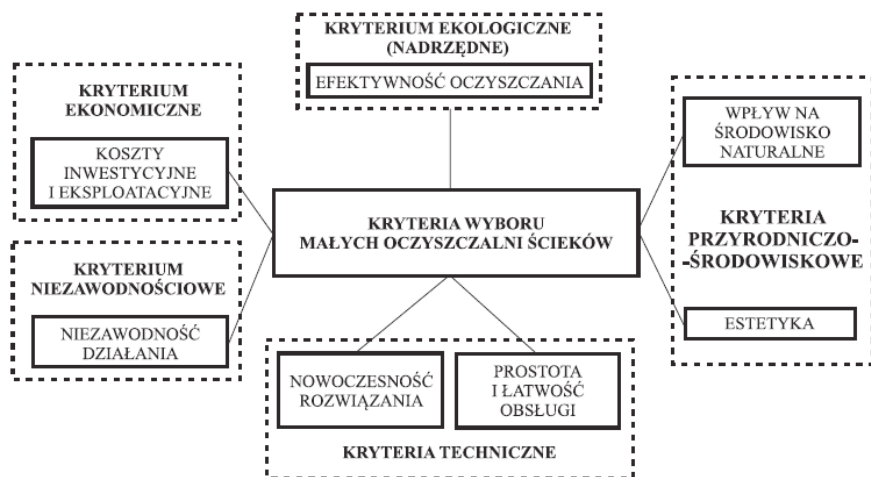 KRYTERIUM EKOLOGICZNE
(NADRZĘDNE)
EFEKTYWNOŚĆ OCZYSZCZANIA
KRYTERIUM
EKONOMICZNE
KOSZTY
INWESTYCYJNE
I EKSPLOATACYJNE
WPŁYW NA
ŚRODOWISKO
NATURALNE
KRYTERIA WYBORU
MAŁYCH OCZYSZCZALNI ŚCIEKÓW
KRYTERIA
PRZYRODNICZO-
-ŚRODOWISKOWE
KRYTERIUM
NIEZAWODNOŚCIOWE
NIEZAWODNOŚĆ
DZIAŁANIA
ESTETYKA
NOWOCZESNOŚĆ
ROZWIĄZANIA
PROSTOTA
I ŁATWOŚĆ
OBSŁUGI
KRYTERIA TECHNICZNE